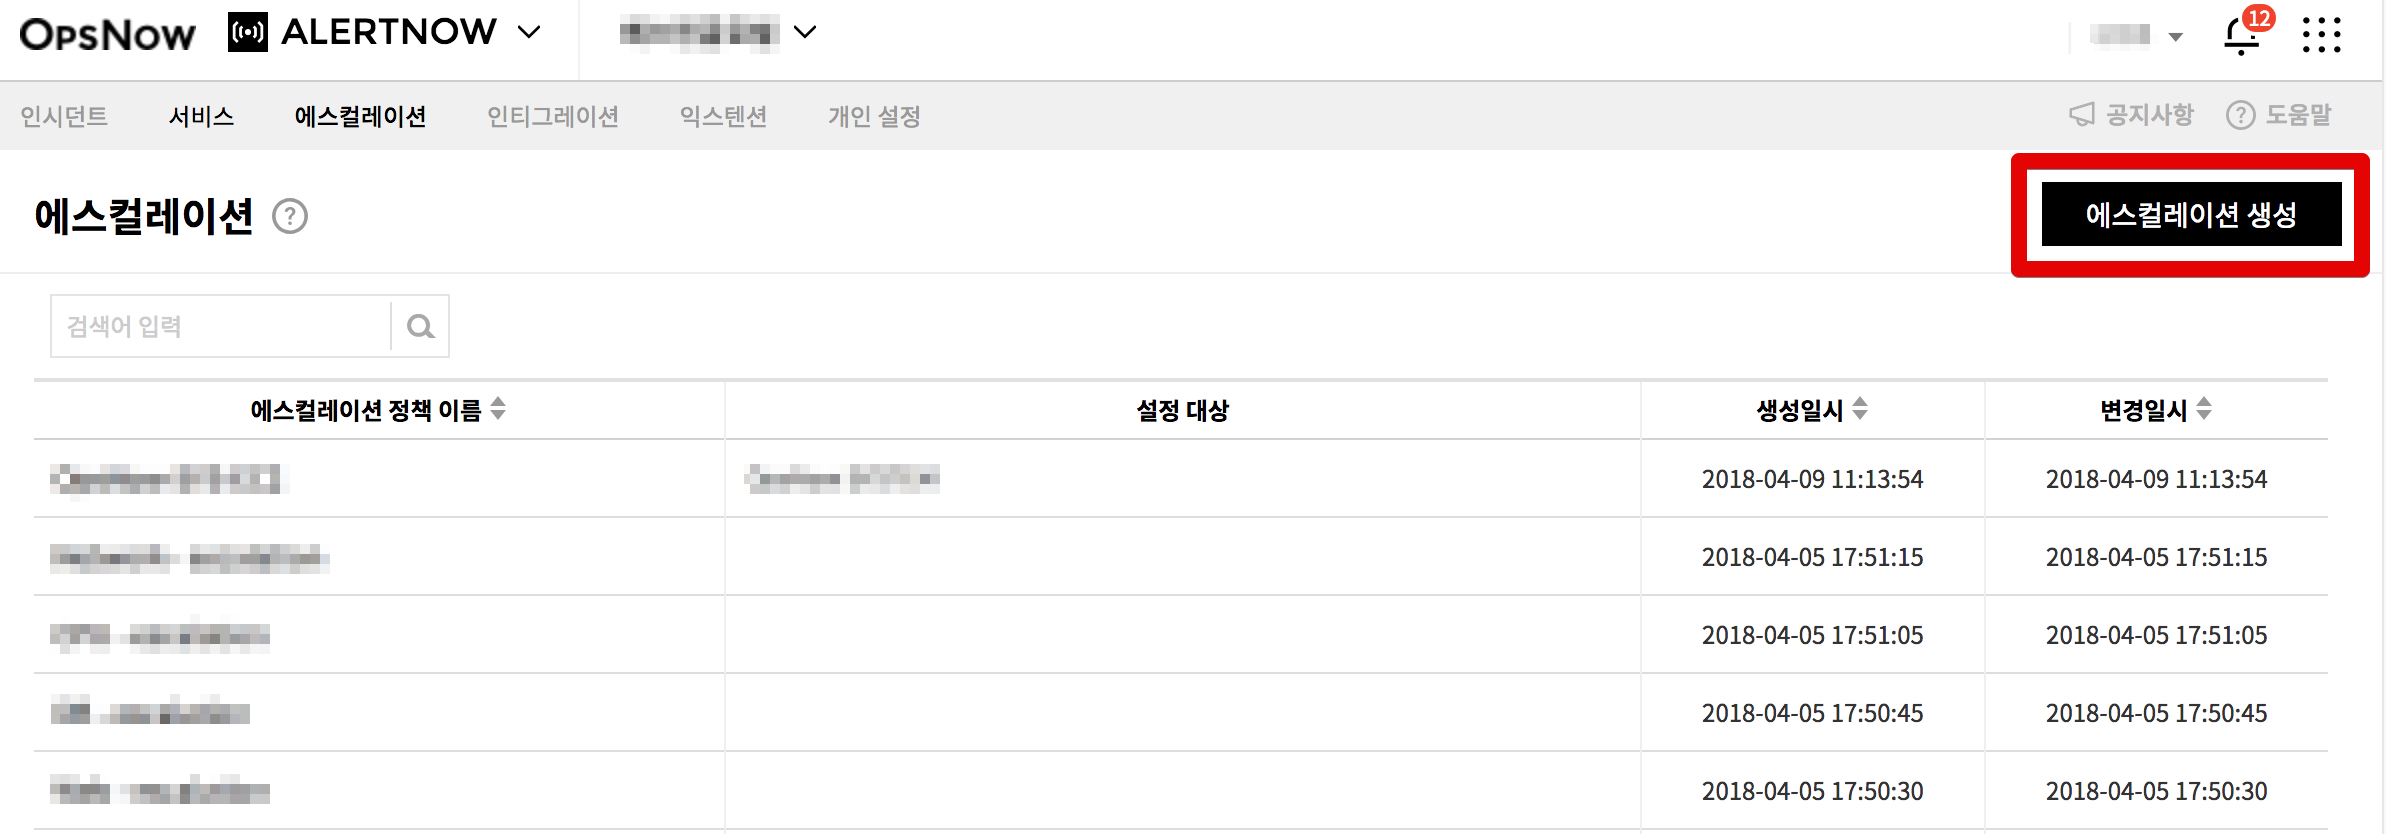 OpsNow ALERTNOW 12
인시던트 서비스 에스컬레이션 인티그레이션 익스텐션 개인 설정 공지사항 ? 도움말
에스컬레이션 ? 에스컬레이션 생성
검색어 입력
에스컬레이션 정책 이름 설정 대상 생성일시 변경일시
2018-04-09 11:13:54 2018-04-09 11:13:54
2018-04-05 17:51:15 2018-04-05 17:51:15
2018-04-05 17:51:05 2018-04-05 17:51:05
2018-04-05 17:50:45 2018-04-05 17:50:45
2018-04-05 17:50:30 2018-04-05 17:50:30